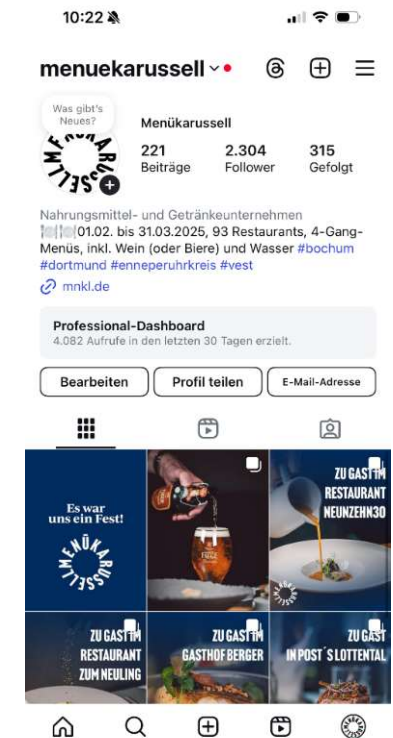 10:22
menuekarussell
Was gibt's
Neues?
MENÜKARUSSELL
Menükarussell
221 2.304 315
Beiträge Follower Gefolgt
Nahrungsmittel- und Getränkeunternehmen
01.02. bis 31.03.2025, 93 Restaurants, 4-Gang-
Menüs, inkl. Wein (oder Biere) und Wasser #bochum
#dortmund #enneperuhrkreis #vest
mnkl.de
Professional-Dashboard
4.082 Aufrufe in den letzten 30 Tagen erzielt.
Bearbeiten Profil teilen E-Mail-Adresse
Es war
uns ein Fest!
MENÜKARUSSELL
ZU GAST IM
RESTAURANT
NEUNZEHN30
ZU GAST IM
RESTAURANT
ZUM NEULING
ZU GAST IM
GASTHOF BERGER
ZU GAST
IN POST´S LOTTENTAL